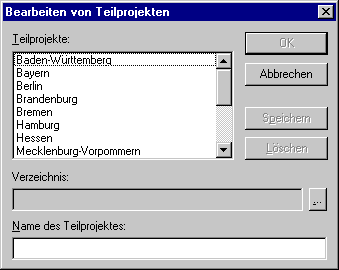 Bearbeiten von Teilprojekten
Teilprojekte:
Baden-Württemberg
Bayern
Berlin
Brandenburg
Bremen
Hamburg
Hessen
Mecklenburg-Vorpommern
OK
Abbrechen
Speichern
Löschen
Verzeichnis:
...
Name des Teilprojektes: